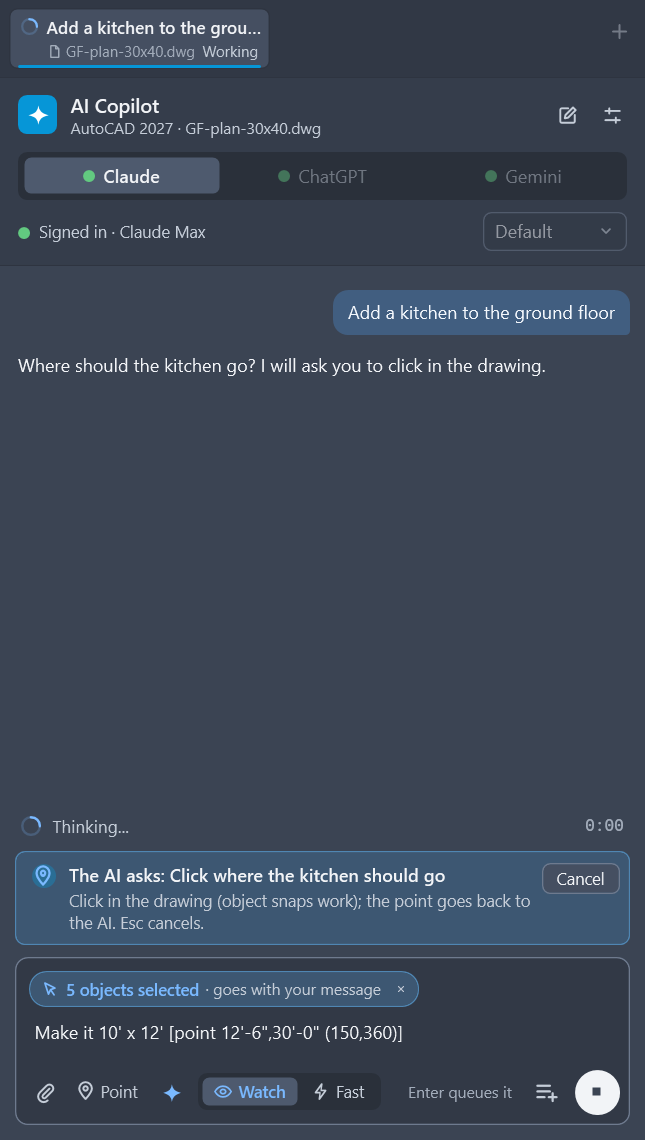 Add a kitchen to the grou...
GF-plan-30x40.dwg Working
AI Copilot
AutoCAD 2027 · GF-plan-30x40.dwg
Claude ChatGPT Gemini
Signed in · Claude Max Default
Add a kitchen to the ground floor
Where should the kitchen go? I will ask you to click in the drawing.
Thinking... 0:00
The AI asks: Click where the kitchen should go Cancel
Click in the drawing (object snaps work); the point goes back to
the AI. Esc cancels.
5 objects selected · goes with your message ×
Make it 10' x 12' [point 12'-6",30'-0" (150,360)]
Point Watch Fast Enter queues it